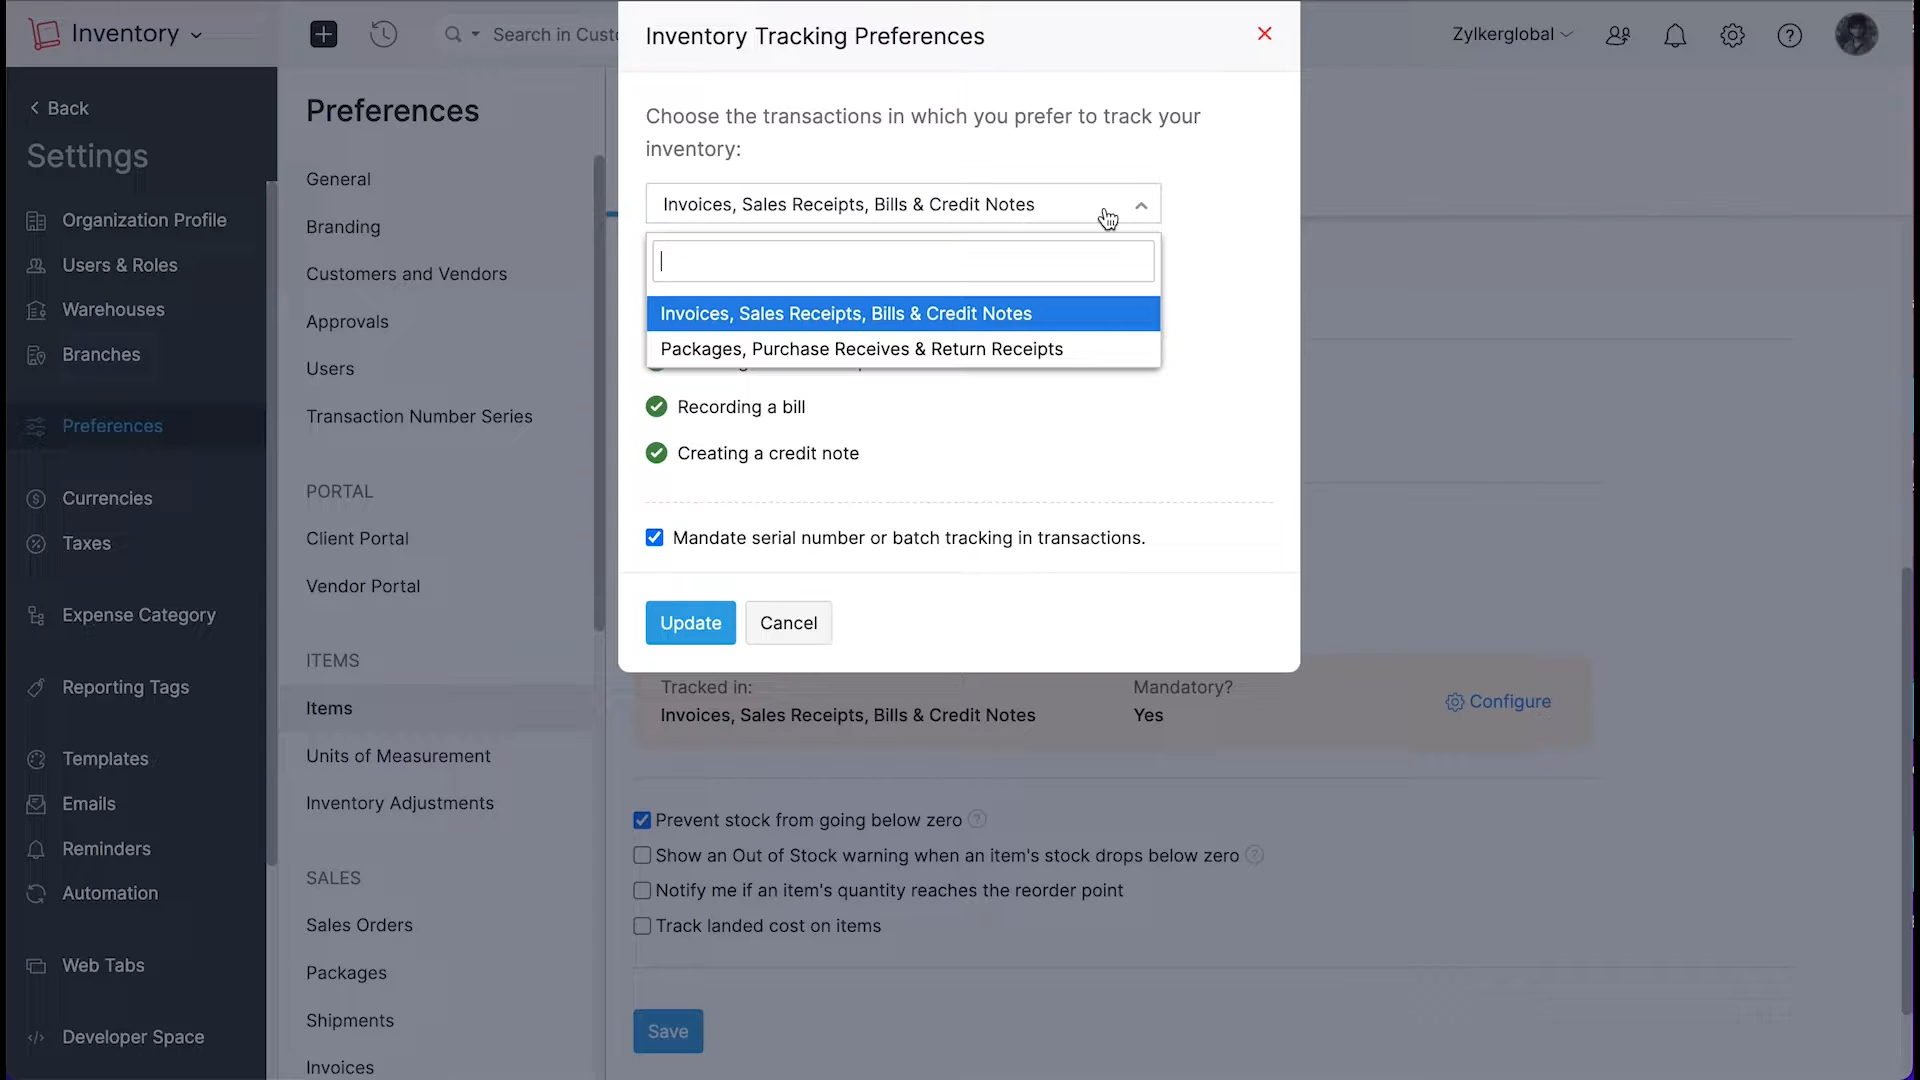 Inventory
Search in Custo
Zylkerglobal
Back
Settings
Organization Profile
Users & Roles
Warehouses
Branches
Preferences
Currencies
Taxes
Expense Category
Reporting Tags
Templates
Emails
Reminders
Automation
Web Tabs
Developer Space
Preferences
General
Branding
Customers and Vendors
Approvals
Users
Transaction Number Series
PORTAL
Client Portal
Vendor Portal
ITEMS
Items
Units of Measurement
Inventory Adjustments
SALES
Sales Orders
Packages
Shipments
Invoices
Inventory Tracking Preferences
Choose the transactions in which you prefer to track your
inventory:
Invoices, Sales Receipts, Bills & Credit Notes
Invoices, Sales Receipts, Bills & Credit Notes
Packages, Purchase Receives & Return Receipts
Recording a bill
Creating a credit note
Mandate serial number or batch tracking in transactions.
Update
Cancel
Tracked in:
Mandatory?
Invoices, Sales Receipts, Bills & Credit Notes
Yes
Configure
Prevent stock from going below zero
Show an Out of Stock warning when an item's stock drops below zero
Notify me if an item's quantity reaches the reorder point
Track landed cost on items
Save